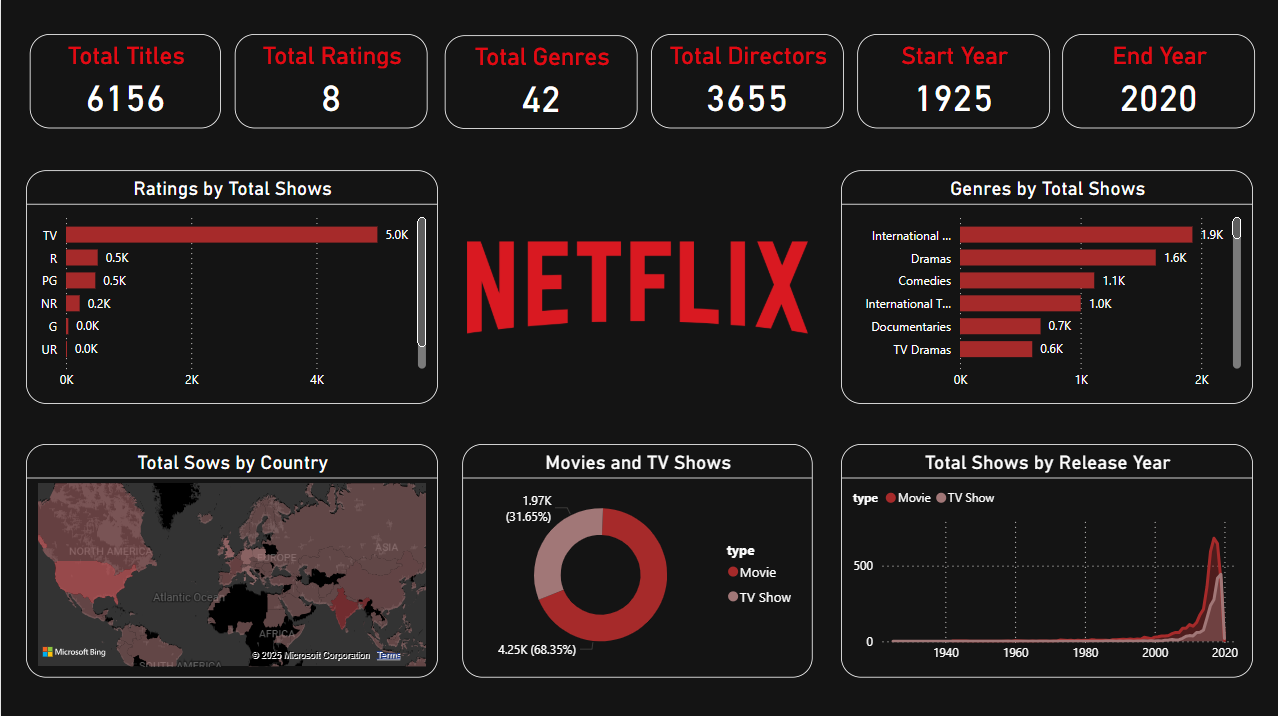 Total Titles
6156
Total Ratings
8
Total Genres
42
Total Directors
3655
Start Year
1925
End Year
2020
Ratings by Total Shows
TV 5.0K
R 0.5K
PG 0.5K
NR 0.2K
G 0.0K
UR 0.0K
0K 2K 4K
NETFLIX
Genres by Total Shows
International ... 1.9K
Dramas 1.6K
Comedies 1.1K
International T... 1.0K
Documentaries 0.7K
TV Dramas 0.6K
0K 1K 2K
Total Sows by Country
NORTH AMERICA
EUROPE
ASIA
Atlantic Ocean
AFRICA
SOUTH AMERICA
Microsoft Bing
© 2025 Microsoft Corporation Terms
Movies and TV Shows
1.97K
(31.65%)
4.25K (68.35%)
type
Movie
TV Show
Total Shows by Release Year
type Movie TV Show
500
0
1940 1960 1980 2000 2020